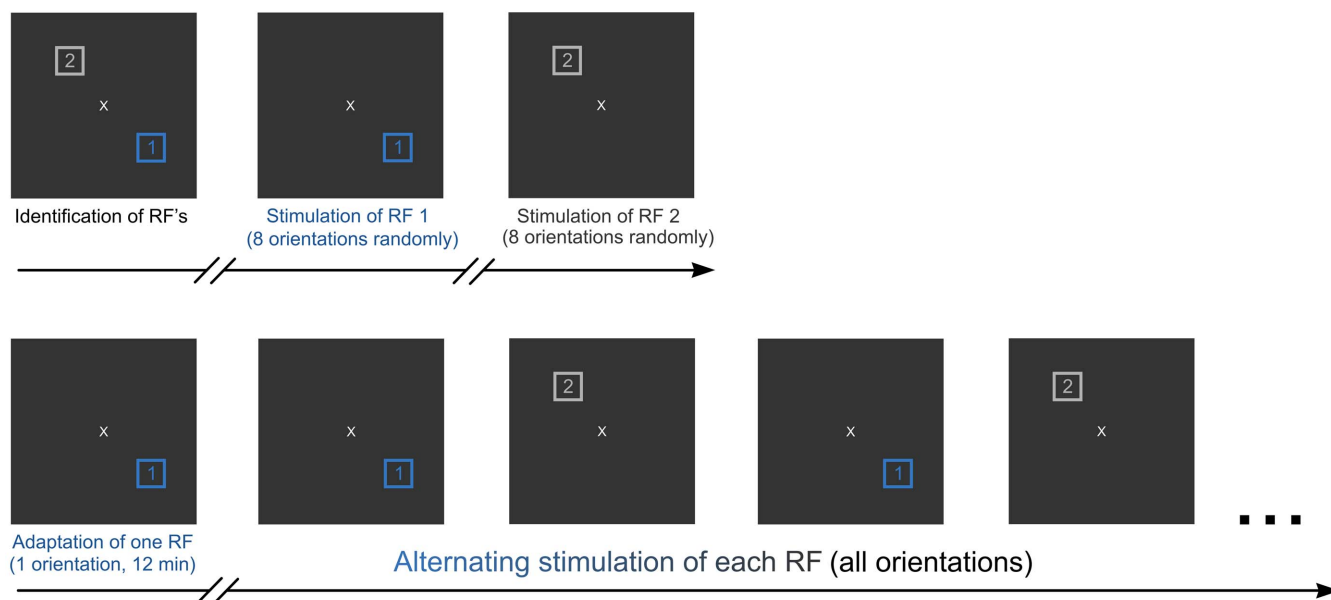 2
X
1
X
1
2
X
Identification of RF's
Stimulation of RF 1
(8 orientations randomly)
Stimulation of RF 2
(8 orientations randomly)
X
1
X
1
2
X
X
1
2
X
...
Adaptation of one RF
(1 orientation, 12 min)
Alternating stimulation of each RF (all orientations)